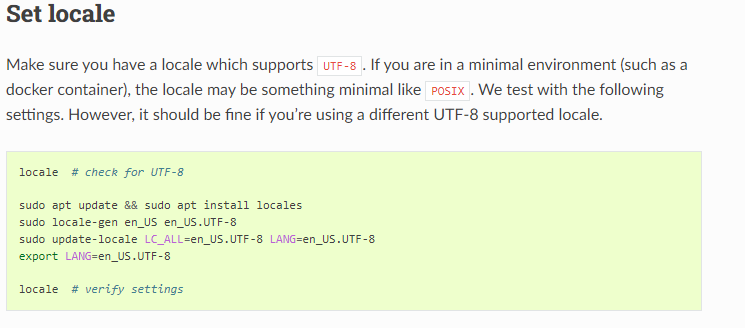 Set locale
Make sure you have a locale which supports UTF-8 . If you are in a minimal environment (such as a
docker container), the locale may be something minimal like POSIX . We test with the following
settings. However, it should be fine if you’re using a different UTF-8 supported locale.
locale  # check for UTF-8
sudo apt update && sudo apt install locales
sudo locale-gen en_US en_US.UTF-8
sudo update-locale LC_ALL=en_US.UTF-8 LANG=en_US.UTF-8
export LANG=en_US.UTF-8
locale  # verify settings